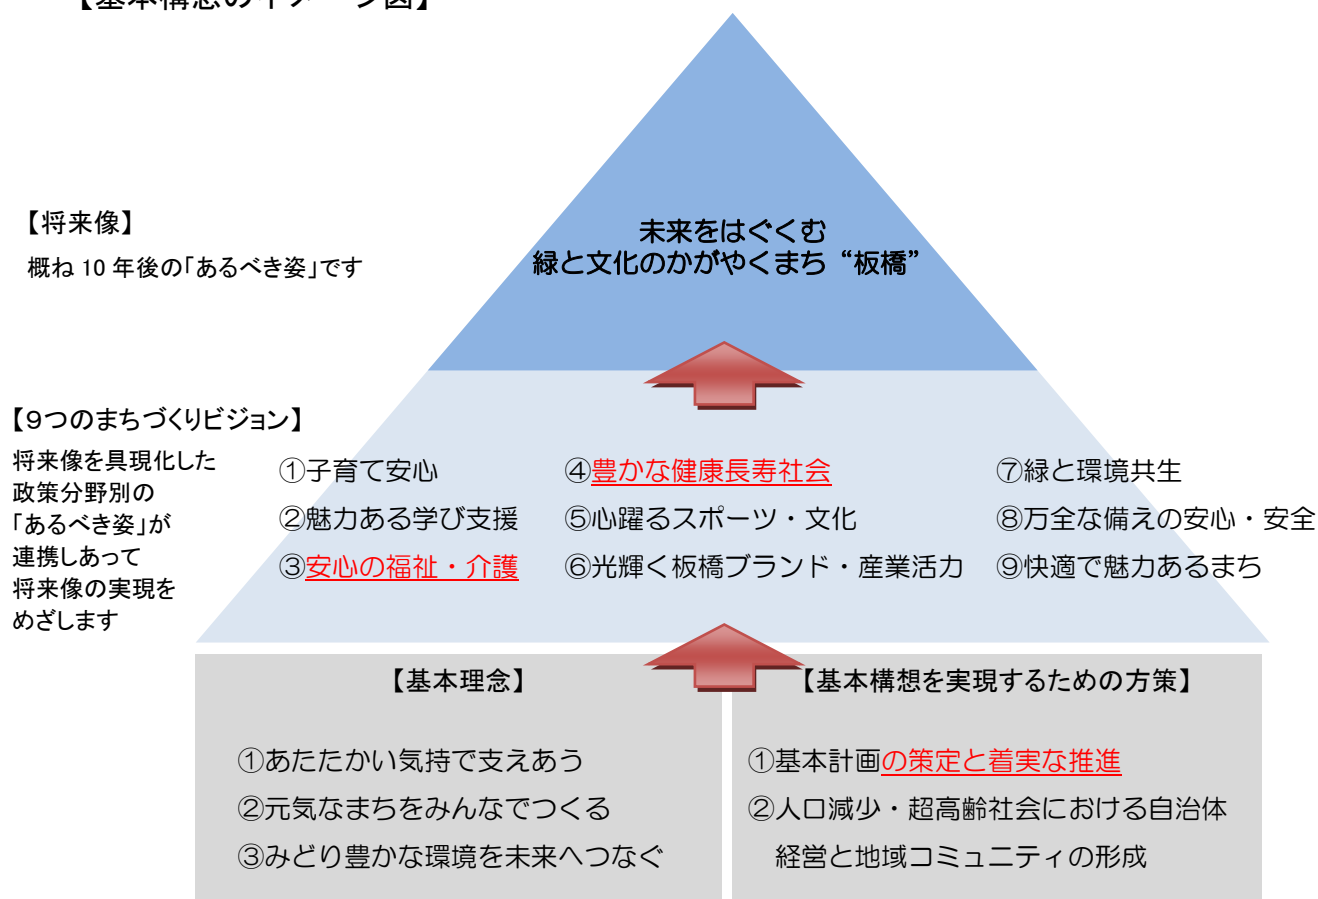 【基本構想のイメージ図】
【将来像】
概ね 10 年後の「あるべき姿」です
未来をはぐくむ
緑と文化のかがやくまち“板橋”
【９つのまちづくりビジョン】
将来像を具現化した
政策分野別の
「あるべき姿」が
連携しあって
将来像の実現を
めざします
①子育て安心
②魅力ある学び支援
③安心の福祉・介護
④豊かな健康長寿社会
⑤心躍るスポーツ・文化
⑥光輝く板橋ブランド・産業活力
⑦緑と環境共生
⑧万全な備えの安心・安全
⑨快適で魅力あるまち
【基本理念】
①あたたかい気持で支えあう
②元気なまちをみんなでつくる
③みどり豊かな環境を未来へつなぐ
【基本構想を実現するための方策】
①基本計画の策定と着実な推進
②人口減少・超高齢社会における自治体
経営と地域コミュニティの形成